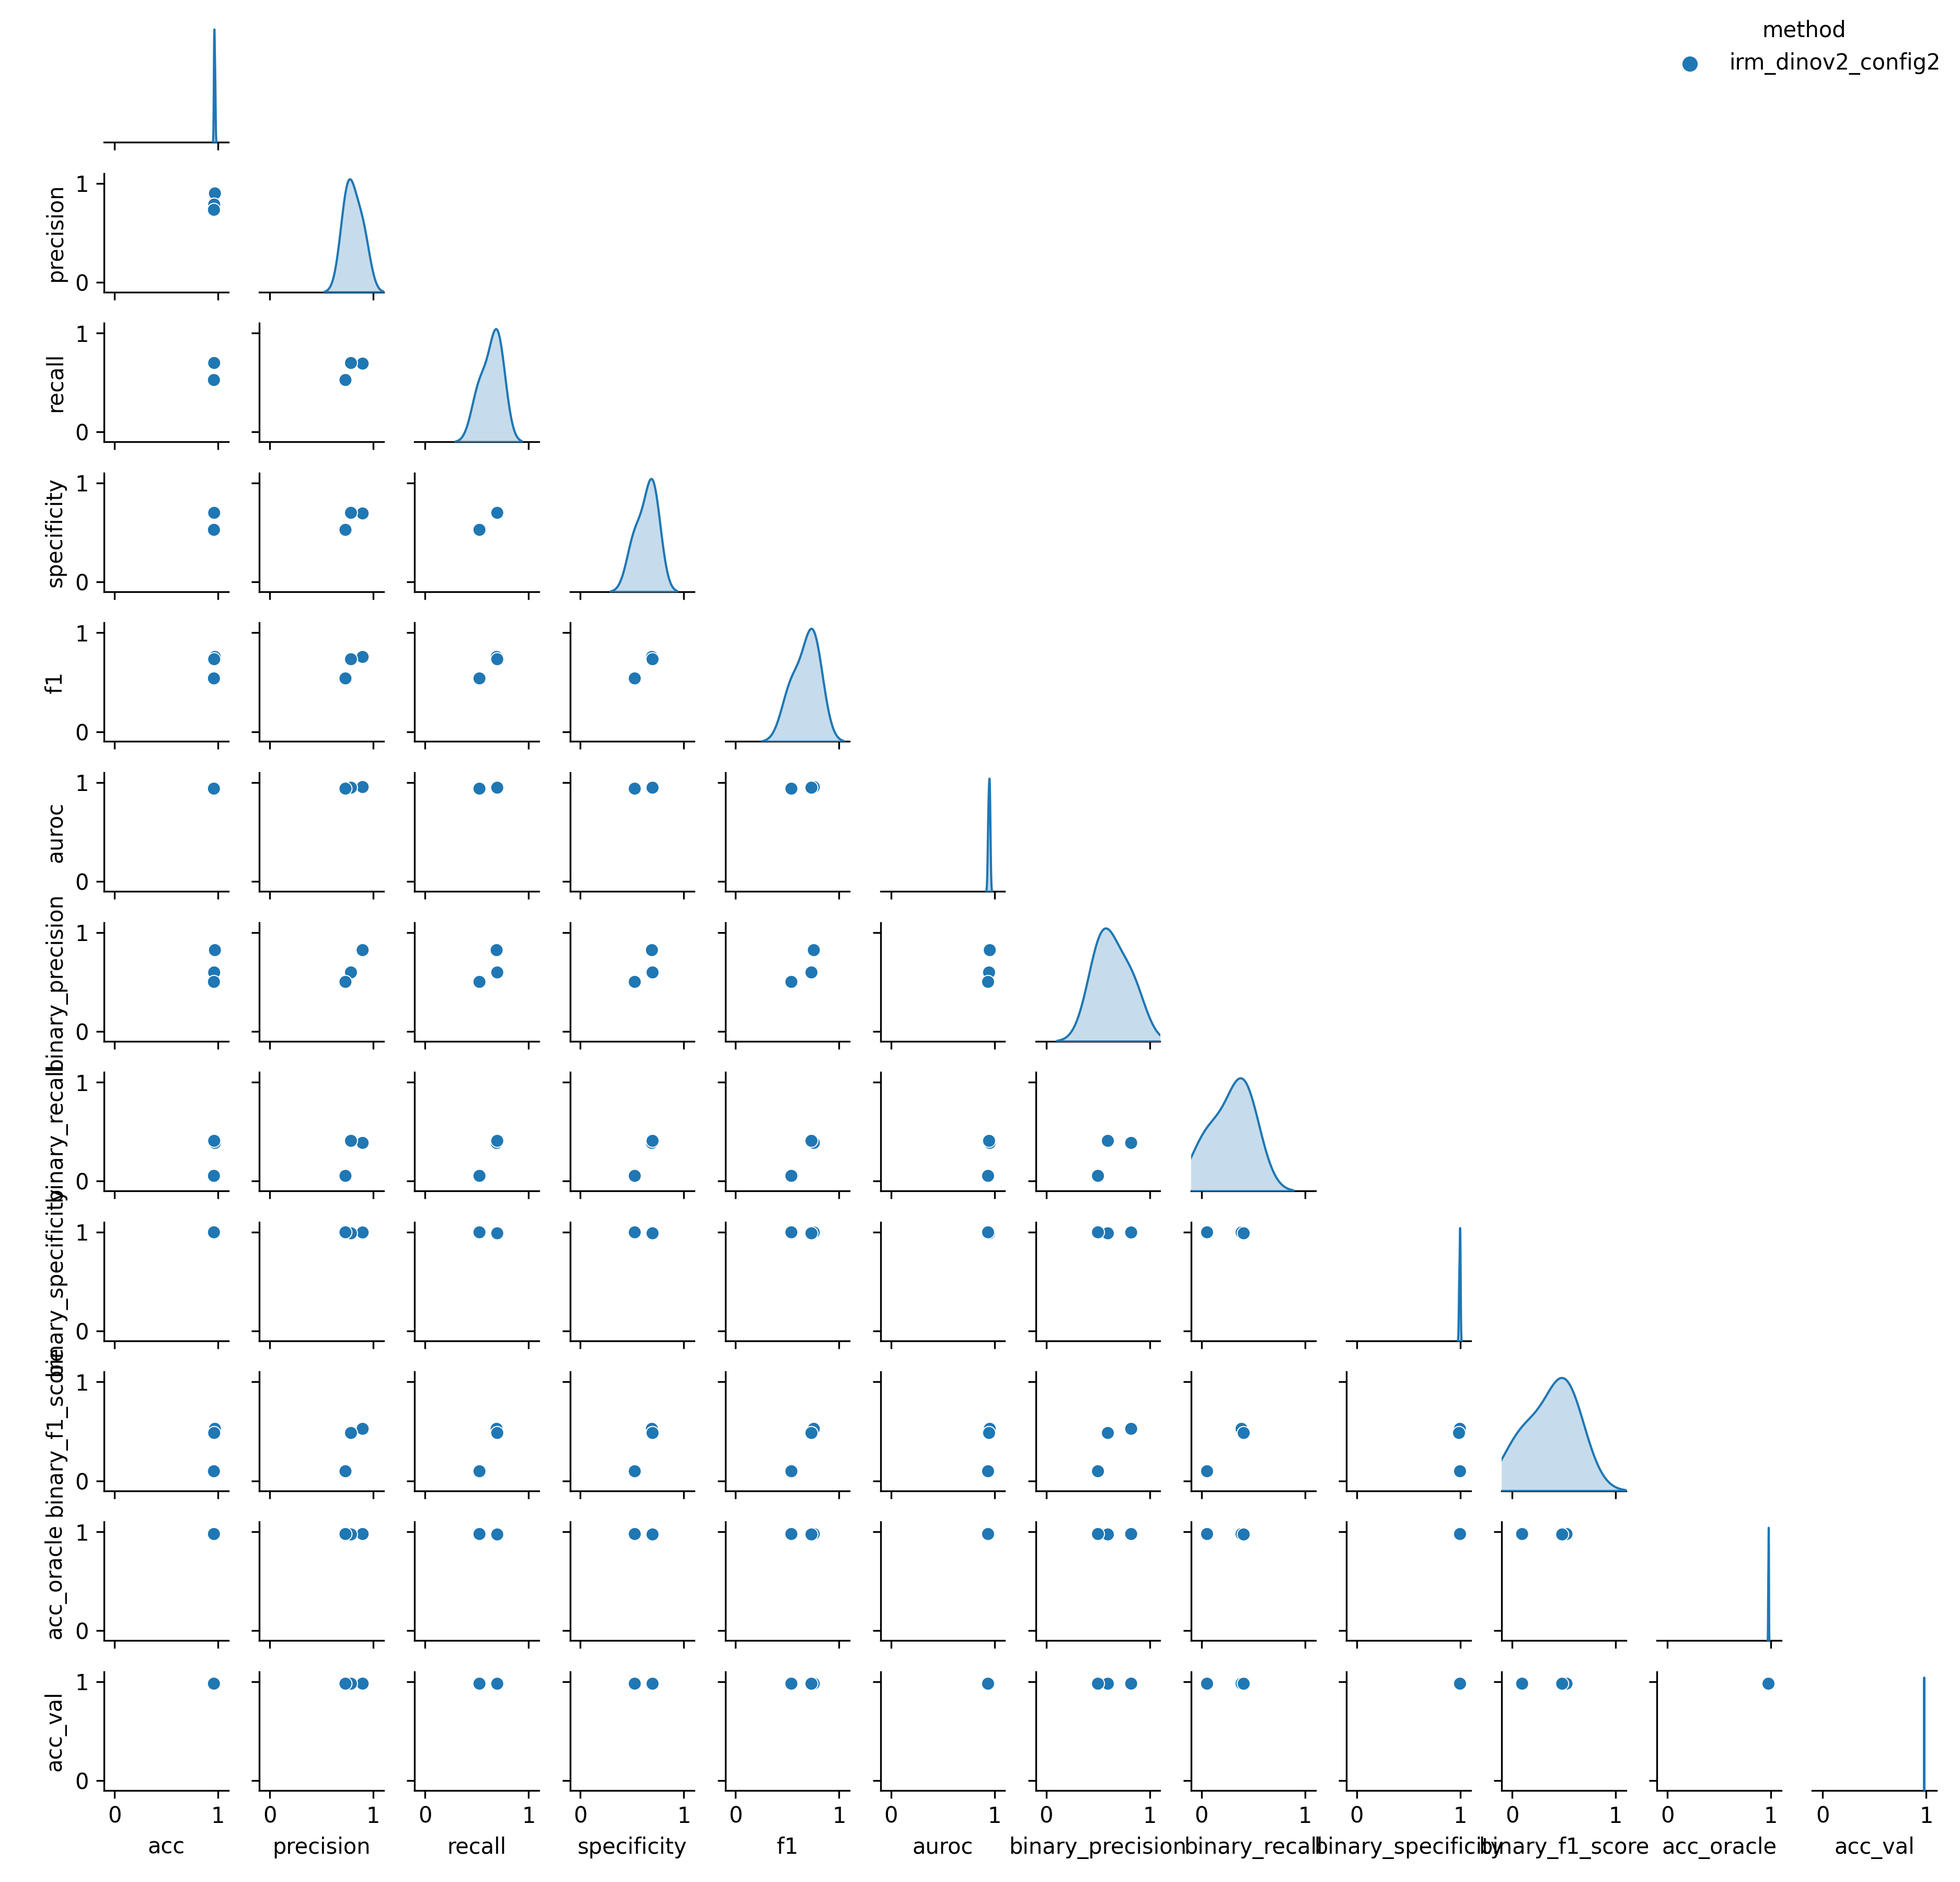 method
irm_dinov2_config2
1
0
precision
1
0
recall
1
0
specificity
1
0
f1
1
0
auroc
1
0
binary_precision
1
0
binary_recall
1
0
binary_specificity
1
0
binary_f1_score
1
0
acc_oracle
1
0
acc_val
0 1 0 1 0 1 0 1 0 1 0 1 0 1 0 1 0 1 0 1 0 1 0 1
acc precision recall specificity f1 auroc binary_precision binary_recall binary_specificity binary_f1_score acc_oracle acc_val